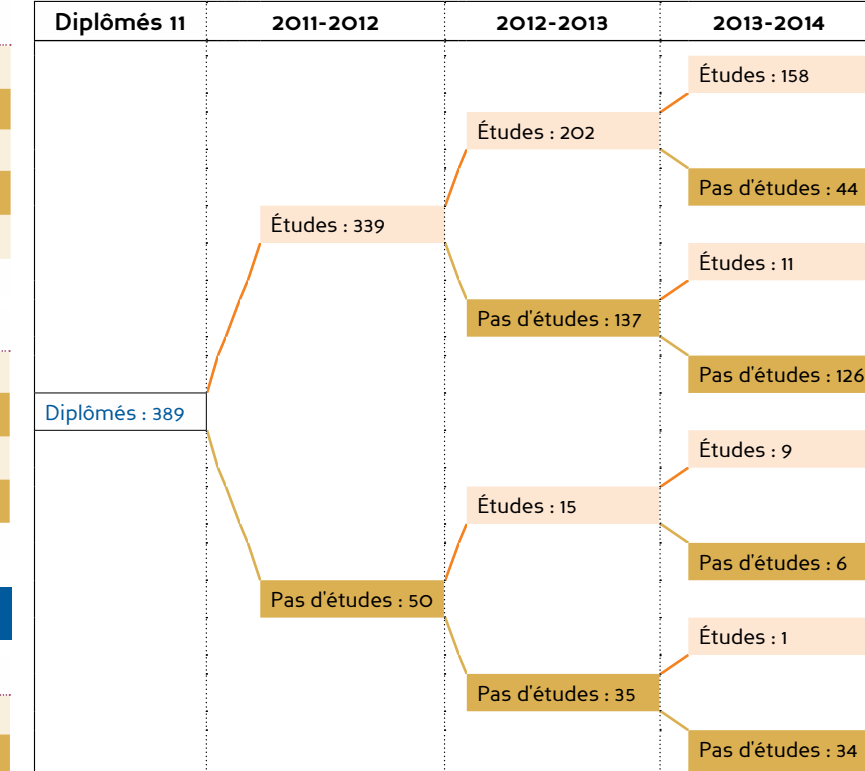 Diplômés 11 2011-2012 2012-2013 2013-2014
Études : 158
Études : 202
Pas d'études : 44
Études : 339
Études : 11
Pas d'études : 137
Pas d'études : 126
Diplômés : 389
Études : 9
Études : 15
Pas d'études : 6
Pas d'études : 50
Études : 1
Pas d'études : 35
Pas d'études : 34